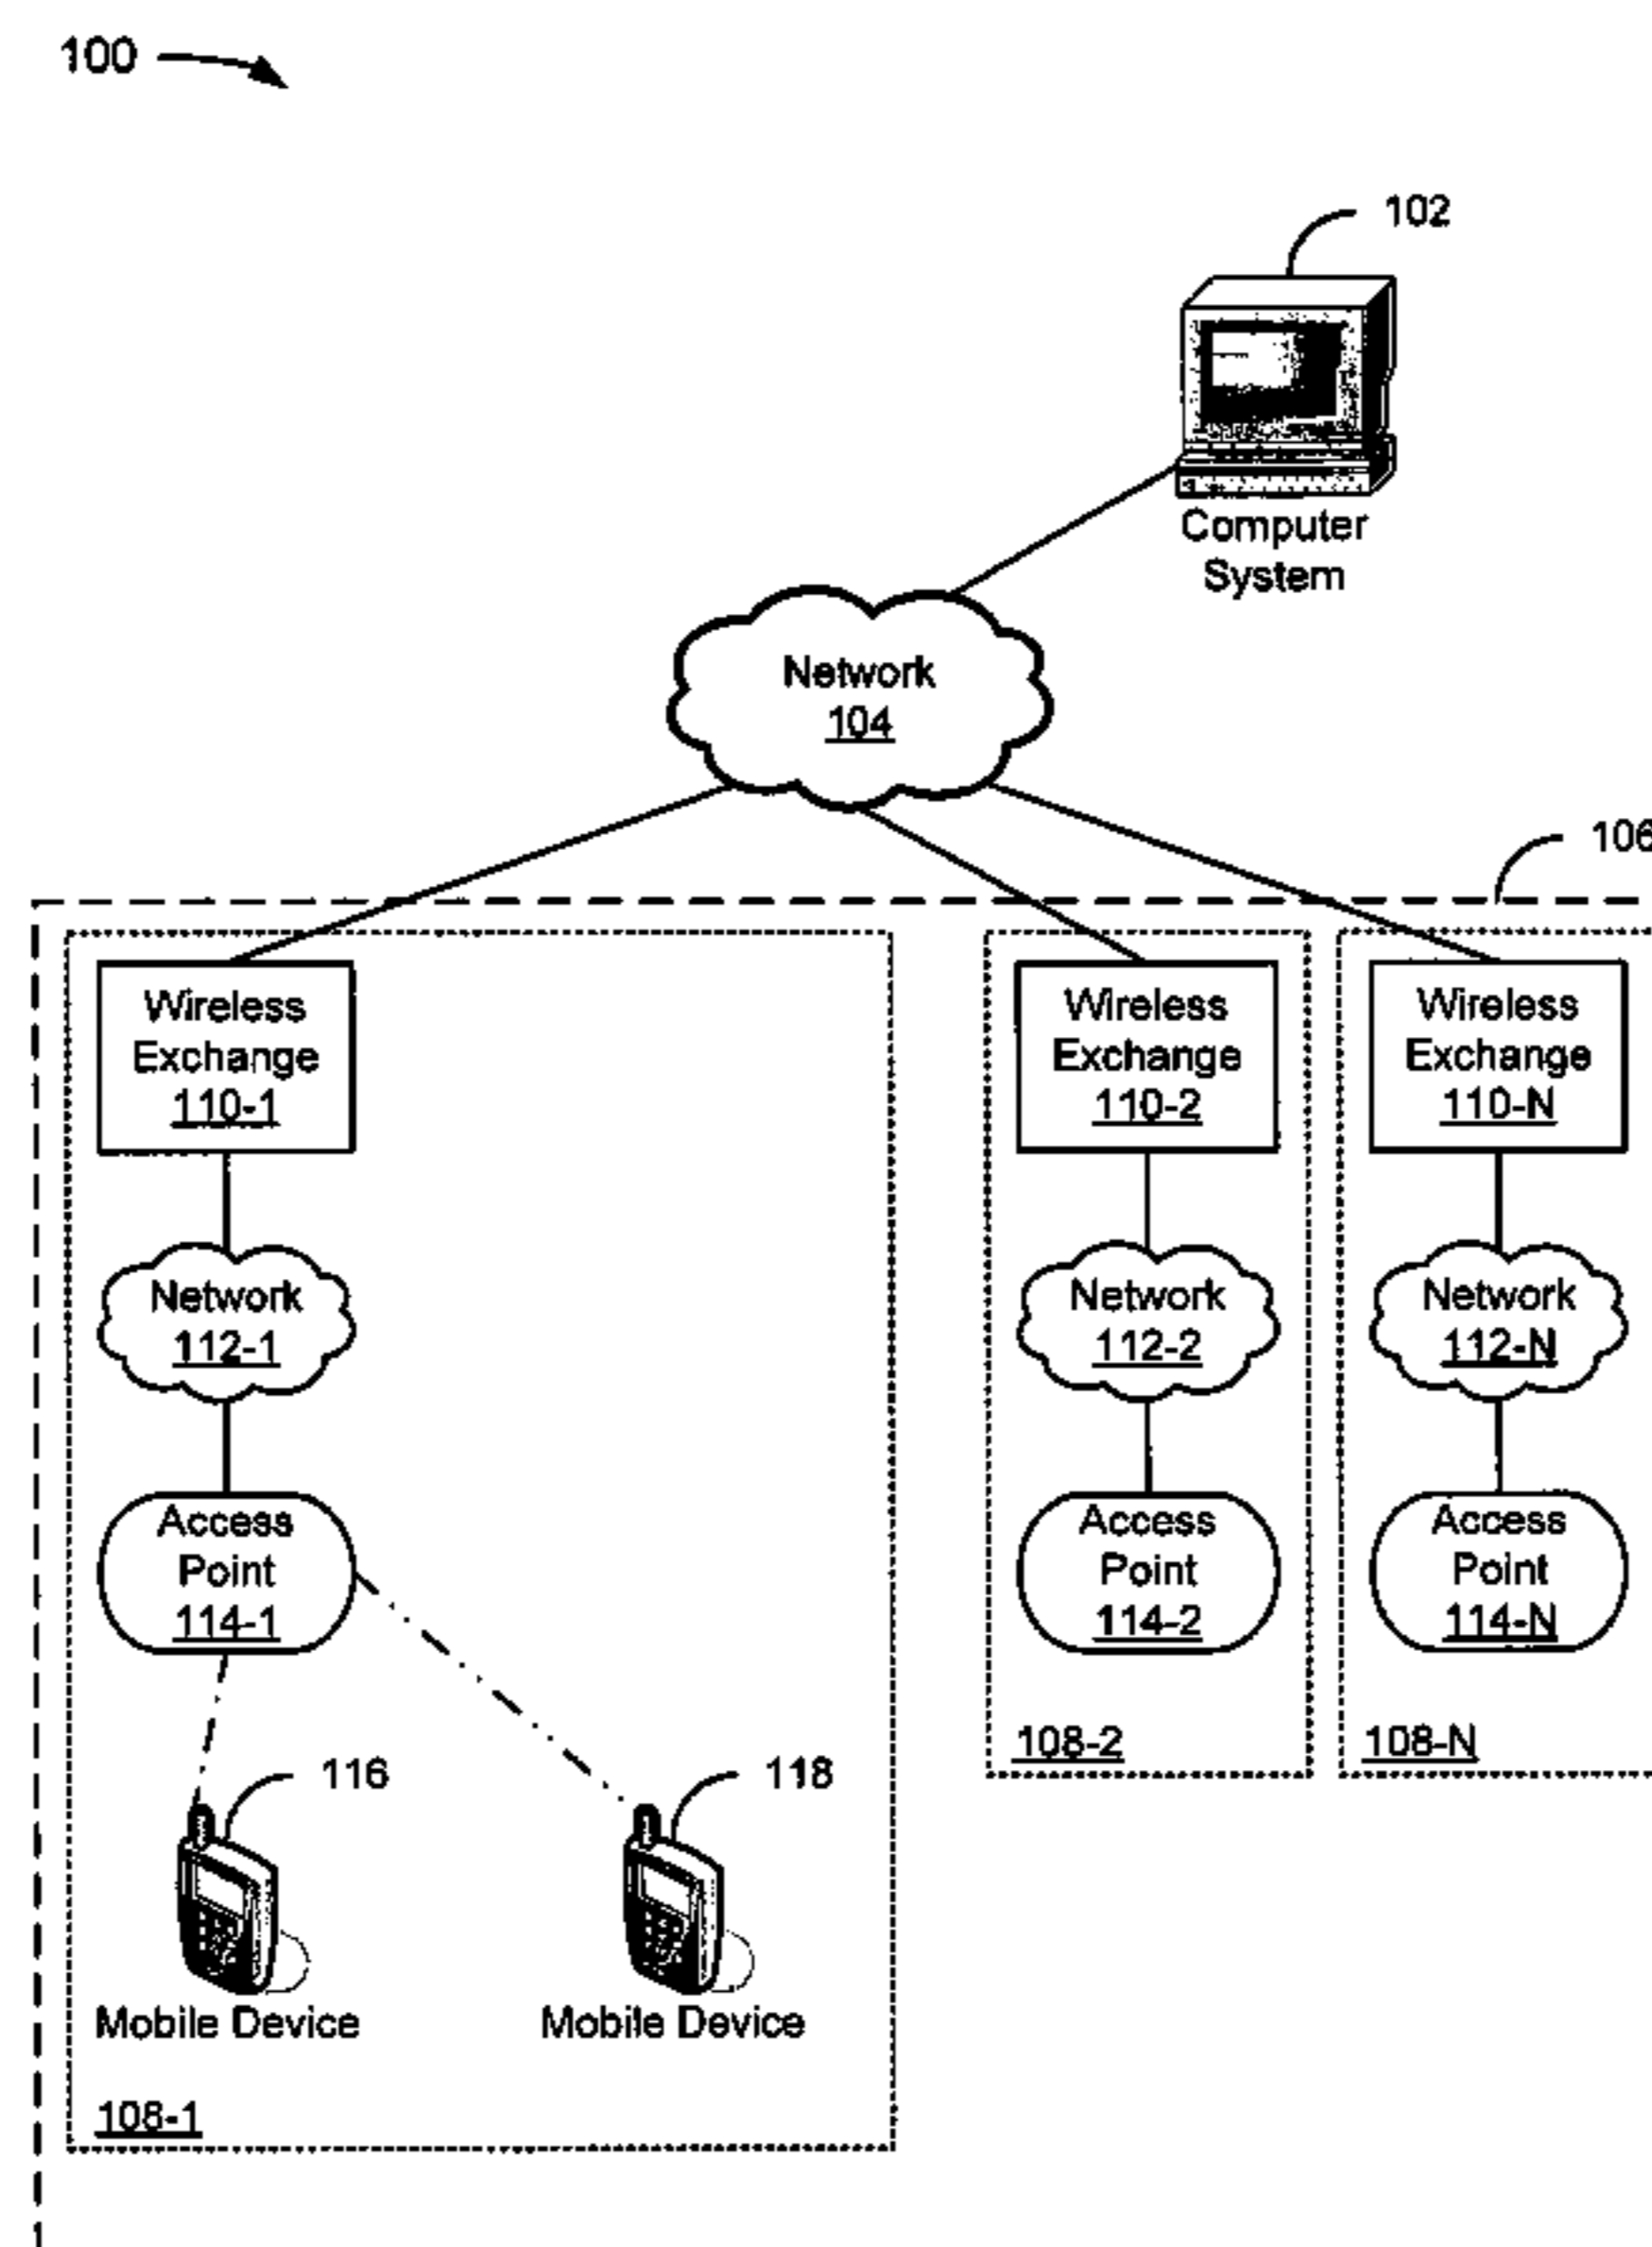 100
102
Computer
System
Network
104
106
Wireless
Exchange
110-1
Wireless
Exchange
110-2
Wireless
Exchange
110-N
Network
112-1
Network
112-2
Network
112-N
Access
Point
114-1
Access
Point
114-2
Access
Point
114-N
108-2
108-N
116
118
Mobile Device
Mobile Device
108-1